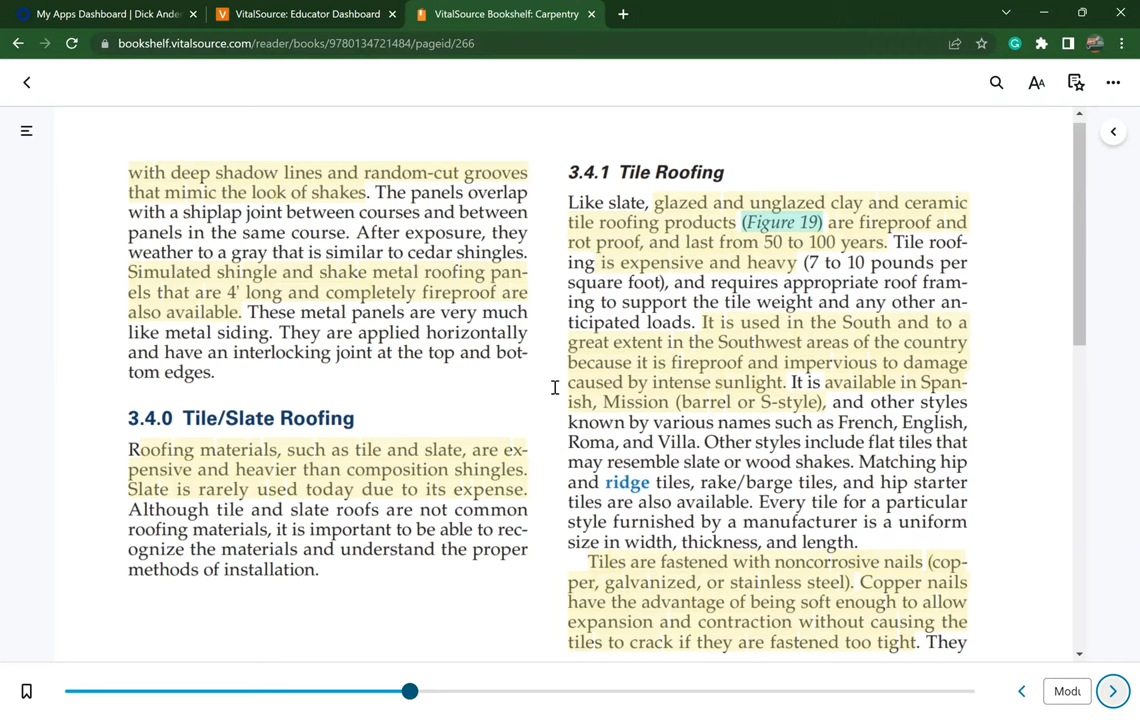 My Apps Dashboard | Dick Ander
VitalSource: Educator Dashboard
VitalSource Bookshelf: Carpentry
bookshelf.vitalsource.com/reader/books/9780134721484/pageid/266
with deep shadow lines and random-cut grooves
that mimic the look of shakes. The panels overlap
with a shiplap joint between courses and between
panels in the same course. After exposure, they
weather to a gray that is similar to cedar shingles.
Simulated shingle and shake metal roofing pan-
els that are 4' long and completely fireproof are
also available. These metal panels are very much
like metal siding. They are applied horizontally
and have an interlocking joint at the top and bot-
tom edges.
3.4.0 Tile/Slate Roofing
Roofing materials, such as tile and slate, are ex-
pensive and heavier than composition shingles.
Slate is rarely used today due to its expense.
Although tile and slate roofs are not common
roofing materials, it is important to be able to rec-
ognize the materials and understand the proper
methods of installation.
3.4.1 Tile Roofing
Like slate, glazed and unglazed clay and ceramic
tile roofing products (Figure 19) are fireproof and
rot proof, and last from 50 to 100 years. Tile roof-
ing is expensive and heavy (7 to 10 pounds per
square foot), and requires appropriate roof fram-
ing to support the tile weight and any other an-
ticipated loads. It is used in the South and to a
great extent in the Southwest areas of the country
because it is fireproof and impervious to damage
caused by intense sunlight. It is available in Span-
ish, Mission (barrel or S-style), and other styles
known by various names such as French, English,
Roma, and Villa. Other styles include flat tiles that
may resemble slate or wood shakes. Matching hip
and ridge tiles, rake/barge tiles, and hip starter
tiles are also available. Every tile for a particular
style furnished by a manufacturer is a uniform
size in width, thickness, and length.
Tiles are fastened with noncorrosive nails (cop-
per, galvanized, or stainless steel). Copper nails
have the advantage of being soft enough to allow
expansion and contraction without causing the
tiles to crack if they are fastened too tight. They
Modu